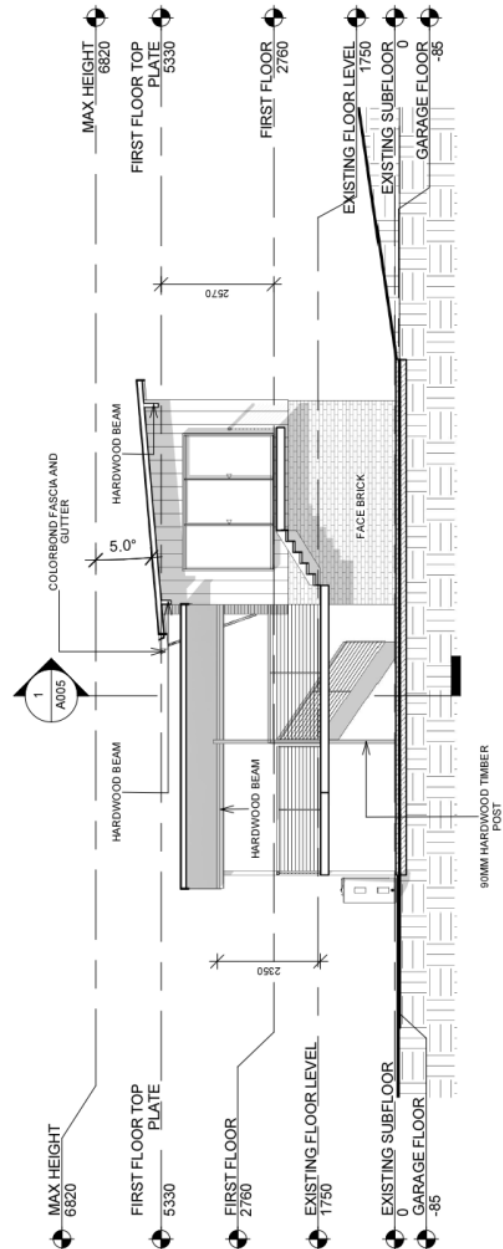 MAX HEIGHT
6820
FIRST FLOOR TOP
PLATE
5330
FIRST FLOOR
2760
EXISTING FLOOR LEVEL
1750
EXISTING SUBFLOOR
0
GARAGE FLOOR
-85
2350
HARDWOOD BEAM
HARDWOOD BEAM
90MM HARDWOOD TIMBER
POST
1
A005
COLORBOND FASCIA AND
GUTTER
5.0°
HARDWOOD BEAM
FACE BRICK
2570
MAX HEIGHT
6820
FIRST FLOOR TOP
PLATE
5330
FIRST FLOOR
2760
EXISTING FLOOR LEVEL
1750
EXISTING SUBFLOOR
0
GARAGE FLOOR
-85